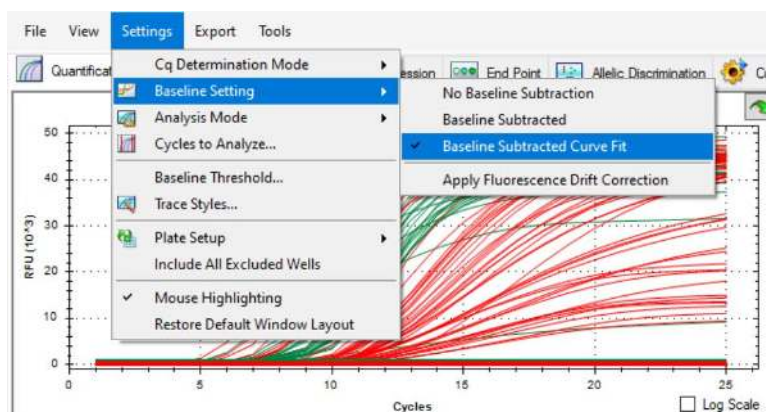 File View Settings Export Tools
Quantificat
ession End Point Allelic Discrimination
Cq Determination Mode
Baseline Setting
Analysis Mode
Cycles to Analyze...
Baseline Threshold...
Trace Styles...
Plate Setup
Include All Excluded Wells
Mouse Highlighting
Restore Default Window Layout
No Baseline Subtraction
Baseline Subtracted
Baseline Subtracted Curve Fit
Apply Fluorescence Drift Correction
RFU (10^3)
50
40
30
20
10
0
0 5 10 15 20 25
Cycles
Log Scale